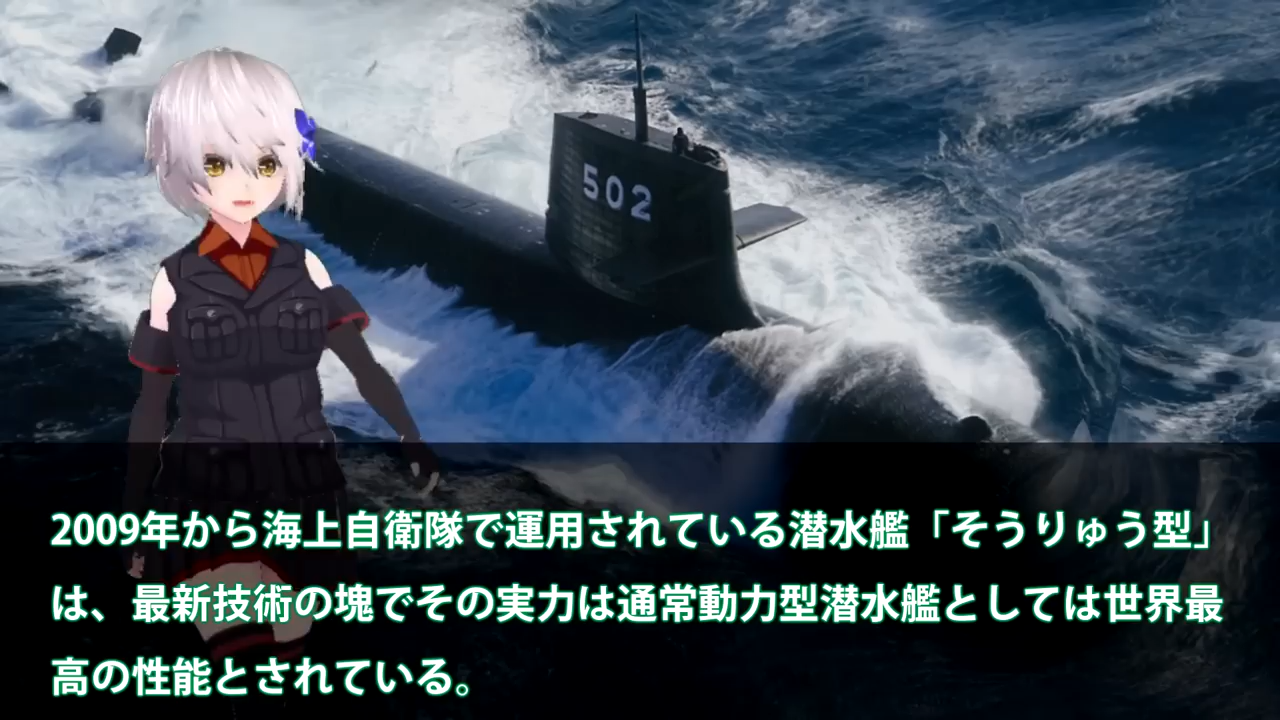 502
2009年から海上自衛隊で運用されている潜水艦「そうりゅう型」
は、最新技術の塊でその実力は通常動力型潜水艦としては世界最
高の性能とされている。